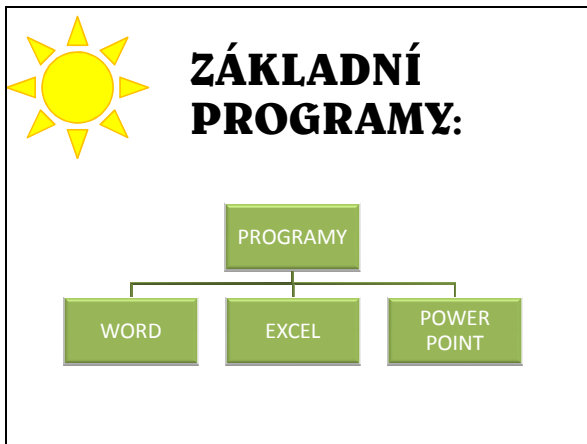 ZÁKLADNÍ
PROGRAMY:
PROGRAMY
WORD
EXCEL
POWER
POINT